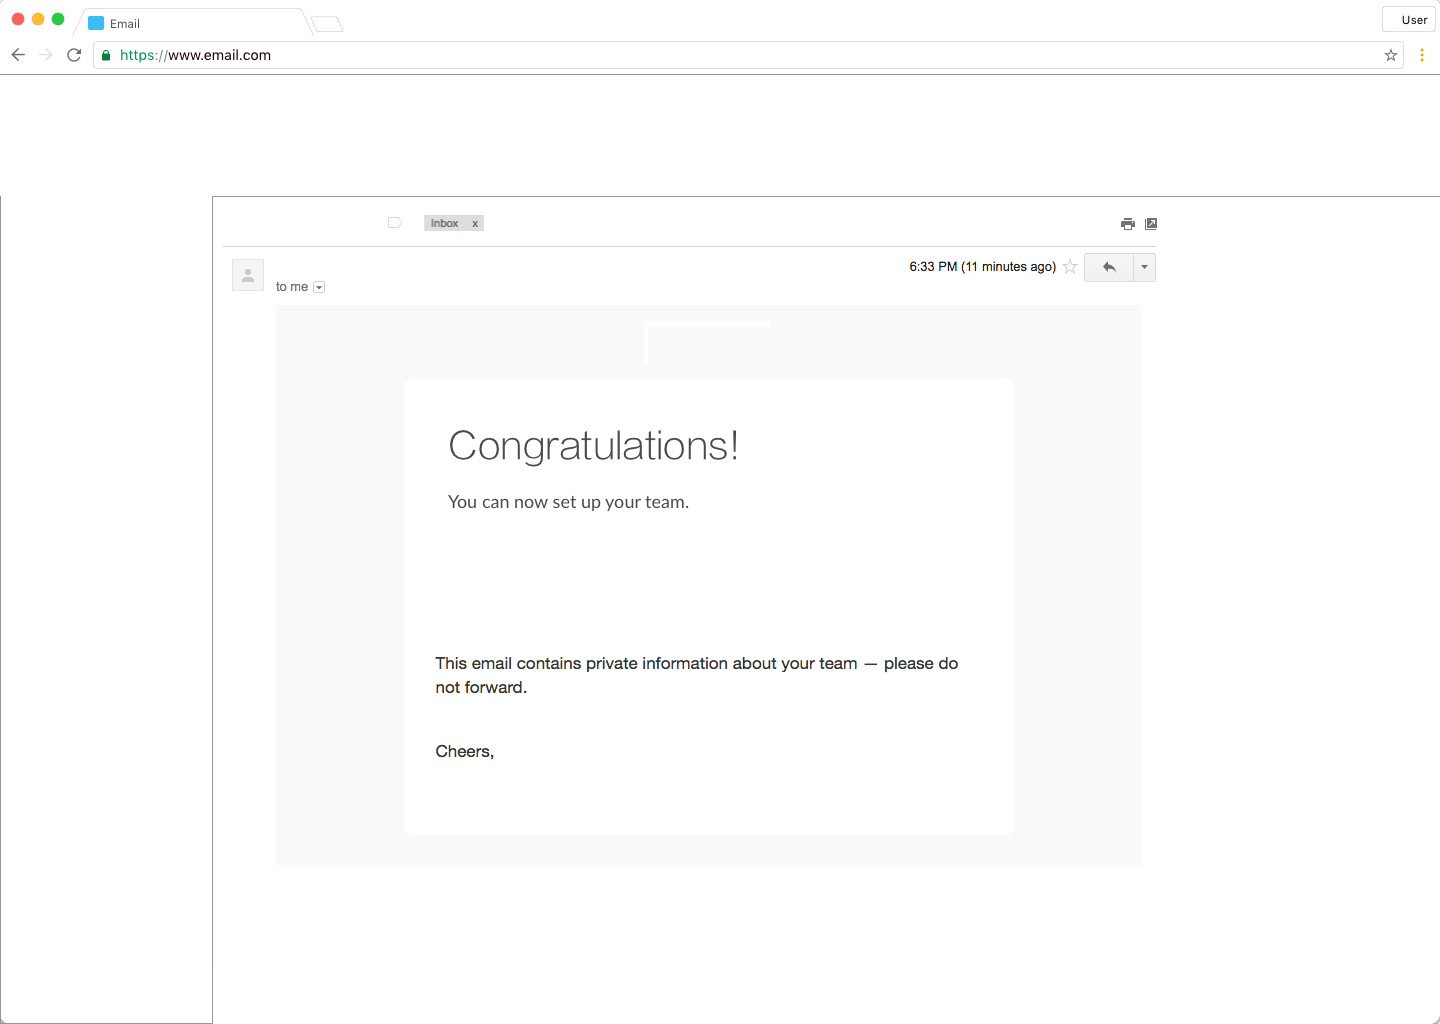 Email
User
https://www.email.com
Inbox x
6:33 PM (11 minutes ago)
to me
Congratulations!
You can now set up your team.
This email contains private information about your team — please do
not forward.
Cheers,